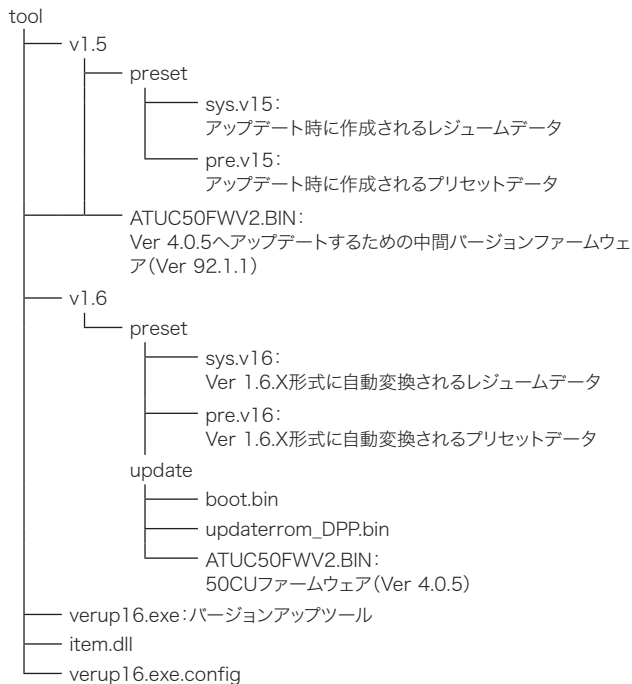 tool
v1.5
preset
sys.v15：
アップデート時に作成されるレジュームデータ
pre.v15：
アップデート時に作成されるプリセットデータ
ATUC50FWV2.BIN：
Ver 4.0.5へアップデートするための中間バージョンファームウェ
ア（Ver 92.1.1）
v1.6
preset
sys.v16：
Ver 1.6.X形式に自動変換されるレジュームデータ
pre.v16：
Ver 1.6.X形式に自動変換されるプリセットデータ
update
boot.bin
updaterrom_DPP.bin
ATUC50FWV2.BIN：
50CUファームウェア（Ver 4.0.5）
verup16.exe：バージョンアップツール
item.dll
verup16.exe.config